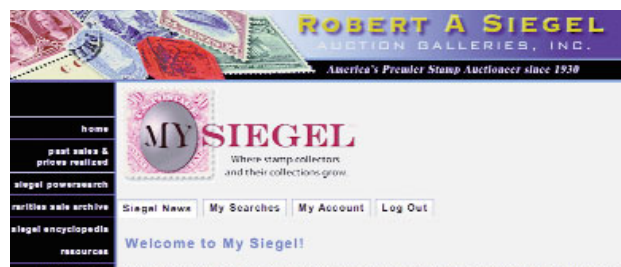 ROBERT A SIEGEL
AUCTION GALLERIES, INC.
America's Premier Stamp Auctioneer since 1930
MY SIEGEL
Where stamp collectors
and their collections grow.
home
past sales &
prices realized
siegel powersearch
rarities sale archive
siegel encyclopedia
resources
Siegel News My Searches My Account Log Out
Welcome to My Siegel!